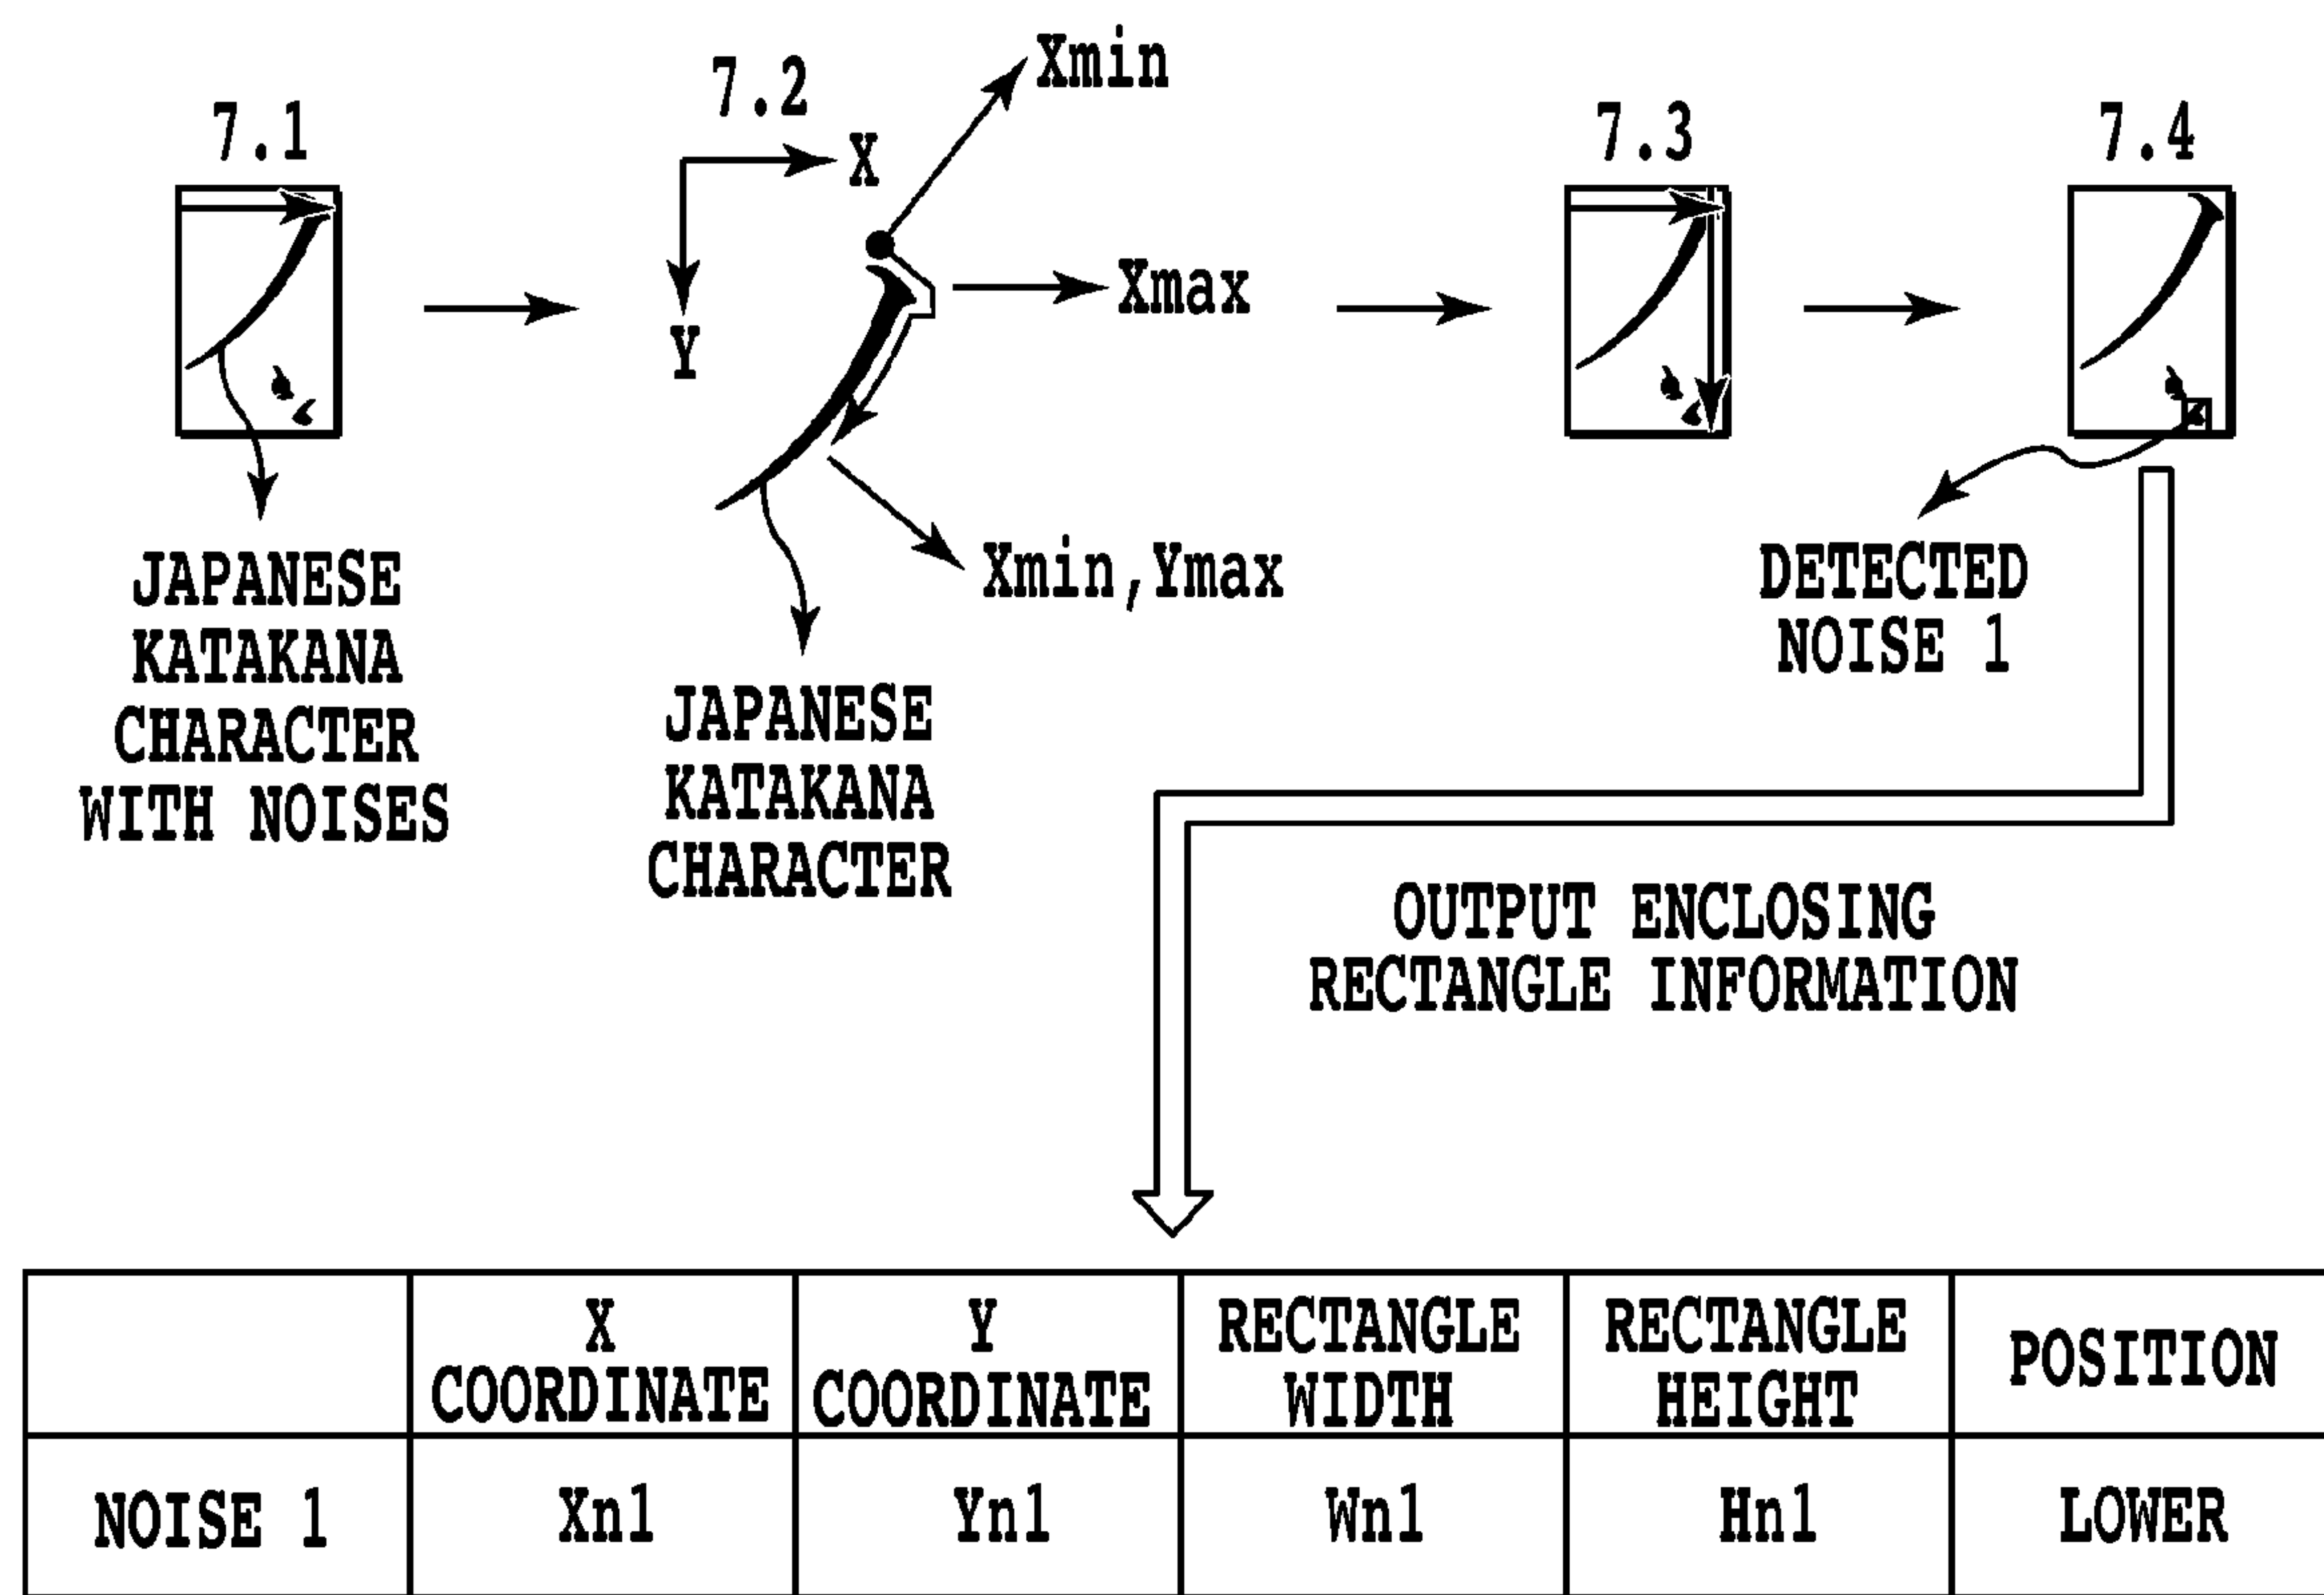 7.1
7.2
Xmin
X
Y
Xmax
Xmin,Ymax
7.3
7.4
JAPANESE
KATAKANA
CHARACTER
WITH NOISES
JAPANESE
KATAKANA
CHARACTER
DETECTED
NOISE 1
OUTPUT ENCLOSING
RECTANGLE INFORMATION
X
COORDINATE
Y
COORDINATE
RECTANGLE
WIDTH
RECTANGLE
HEIGHT
POSITION
NOISE 1
Xn1
Yn1
Wn1
Hn1
LOWER